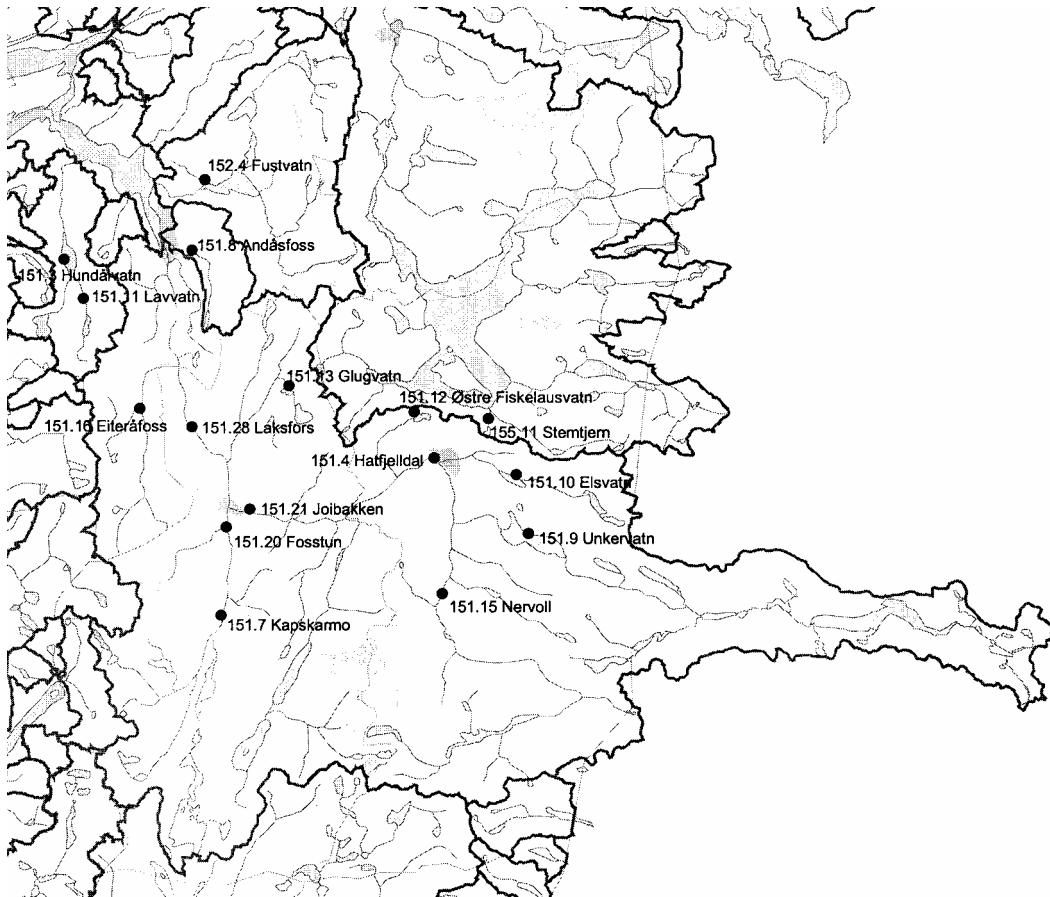 152.4 Fustvatn
151.8 Andåsfoss
151.3 Hundålvatn
151.11 Lavvatn
151.13 Glugvatn
151.12 Østre Fiskelausvatn
151.16 Eiteråfoss
151.28 Laksfors
155.11 Stemtjern
151.4 Hatfjelldal
151.10 Elsvatn
151.21 Joibakken
151.20 Fosstun
151.9 Unkervatn
151.15 Nervoll
151.7 Kapskarmo